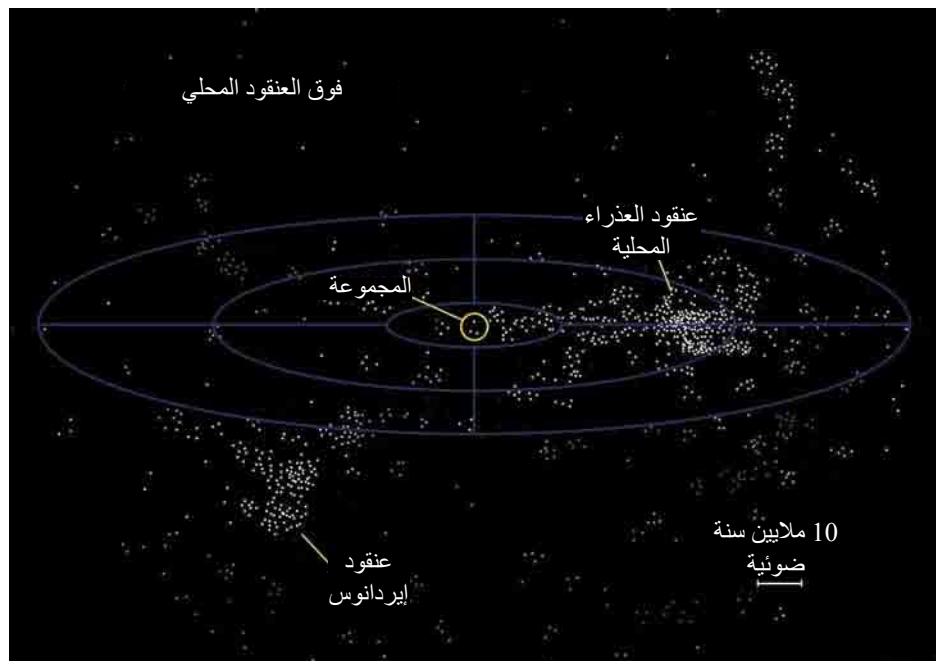 فوق العنقود المحلي
عنقود العذراء
المحلية
المجموعة
10 ملايين سنة
ضوئية
عنقود
إيردانوس